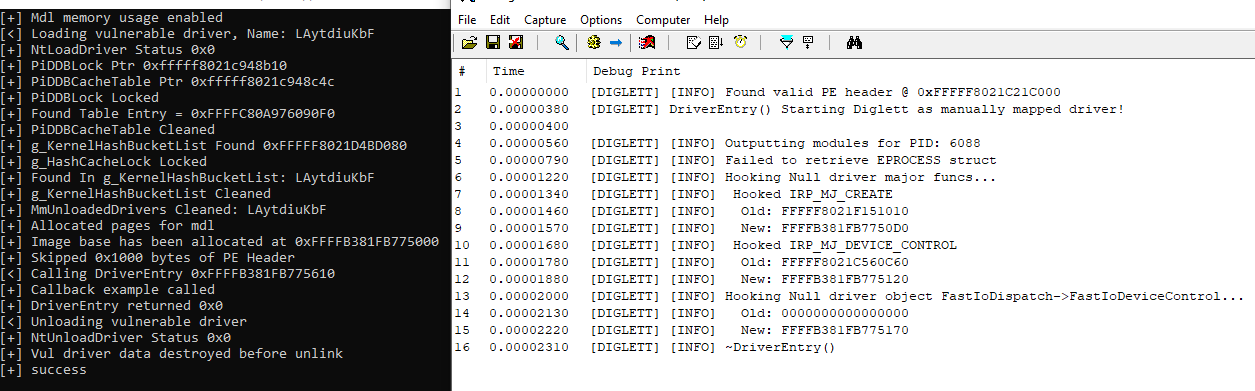 [+] Mdl memory usage enabled
[<] Loading vulnerable driver, Name: LAytdiuKbF
[+] NtLoadDriver Status 0x0
[+] PiDDBLock Ptr 0xfffff8021c948b10
[+] PiDDBCacheTable Ptr 0xfffff8021c948c4c
[+] PiDDBLock Locked
[+] Found Table Entry = 0xFFFFC80A976090F0
[+] PiDDBCacheTable Cleaned
[+] g_KernelHashBucketList Found 0xFFFFF8021D4BD080
[+] g_HashCacheLock Locked
[+] Found In g_KernelHashBucketList: LAytdiuKbF
[+] g_KernelHashBucketList Cleaned
[+] MmUnloadedDrivers Cleaned: LAytdiuKbF
[+] Allocated pages for mdl
[+] Image base has been allocated at 0xFFFFB381FB775000
[+] Skipped 0x1000 bytes of PE Header
[<] Calling DriverEntry 0xFFFFB381FB775610
[+] Callback example called
[+] DriverEntry returned 0x0
[<] Unloading vulnerable driver
[+] NtUnloadDriver Status 0x0
[+] Vul driver data destroyed before unlink
[+] success
File Edit Capture Options Computer Help
# Time Debug Print
1 0.00000000 [DIGLETT] [INFO] Found valid PE header @ 0xFFFFF8021C21C000
2 0.00000380 [DIGLETT] DriverEntry() Starting Diglett as manually mapped driver!
3 0.00000400
4 0.00000560 [DIGLETT] [INFO] Outputting modules for PID: 6088
5 0.00000790 [DIGLETT] [INFO] Failed to retrieve EPROCESS struct
6 0.00001220 [DIGLETT] [INFO] Hooking Null driver major funcs...
7 0.00001340 [DIGLETT] [INFO] Hooked IRP_MJ_CREATE
8 0.00001460 [DIGLETT] [INFO] Old: FFFFF8021F151010
9 0.00001570 [DIGLETT] [INFO] New: FFFFB381FB7750D0
10 0.00001680 [DIGLETT] [INFO] Hooked IRP_MJ_DEVICE_CONTROL
11 0.00001780 [DIGLETT] [INFO] Old: FFFFF8021C560C60
12 0.00001880 [DIGLETT] [INFO] New: FFFFB381FB775120
13 0.00002000 [DIGLETT] [INFO] Hooking Null driver object FastIoDispatch->FastIoDeviceControl...
14 0.00002130 [DIGLETT] [INFO] Old: 0000000000000000
15 0.00002220 [DIGLETT] [INFO] New: FFFFB381FB775170
16 0.00002310 [DIGLETT] [INFO] ~DriverEntry()